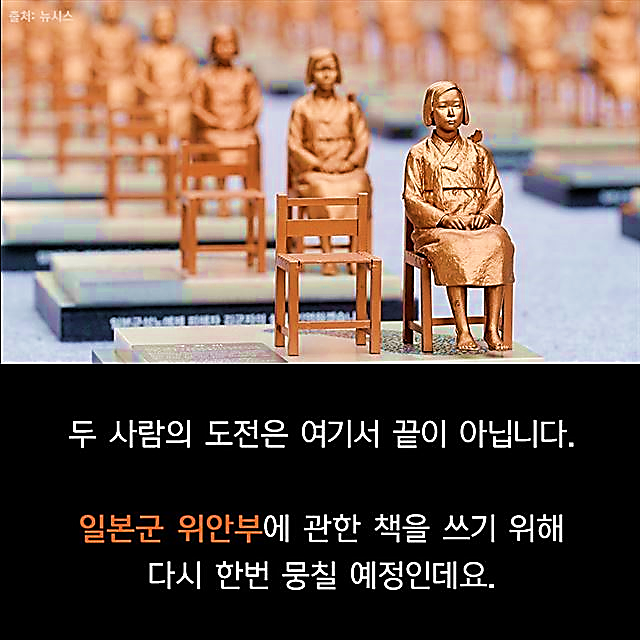 출처: 뉴시스
두 사람의 도전은 여기서 끝이 아닙니다.
일본군 위안부에 관한 책을 쓰기 위해
다시 한번 뭉칠 예정인데요.